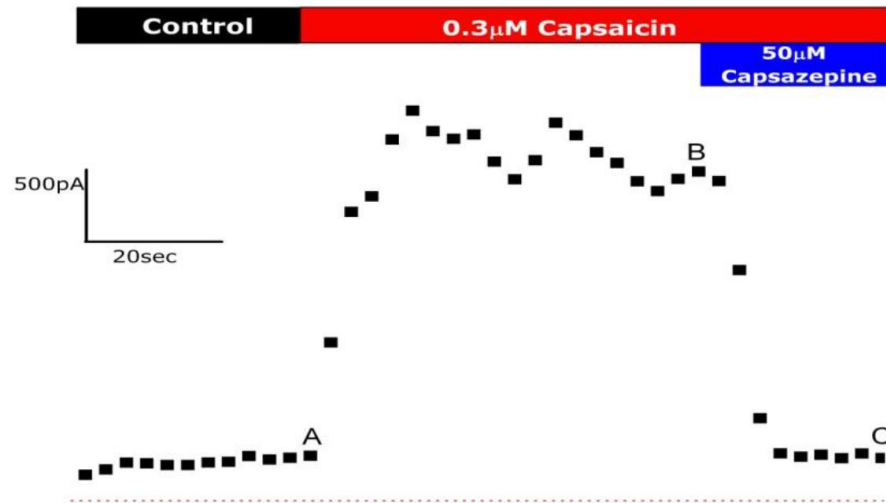 Control
0.3μM Capsaicin
50μM
Capsazepine
B
500pA
20sec
A
C